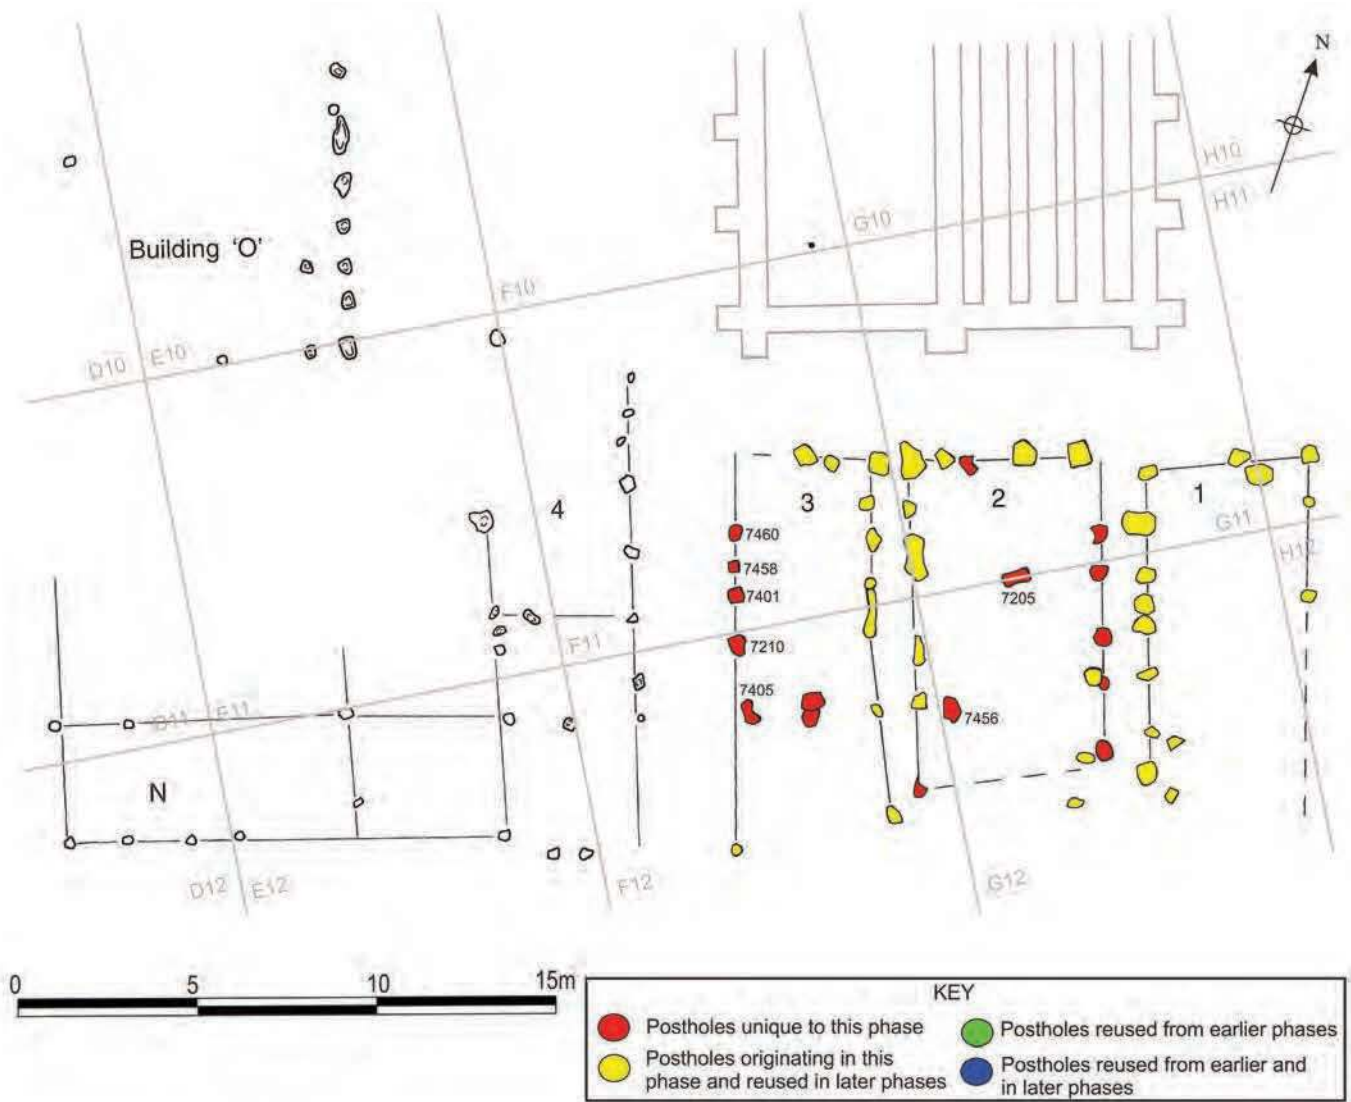 N
H10
H11
G10
Building 'O'
F10
D10 E10
4
3
2
1
G11
7460
H12
7458
7401
7205
7210
F11
7405
7456
D11 E11
N
D12 E12
F12
G12
0 5 10 15m
KEY
Postholes unique to this phase
Postholes reused from earlier phases
Postholes originating in this
phase and reused in later phases
Postholes reused from earlier and
in later phases